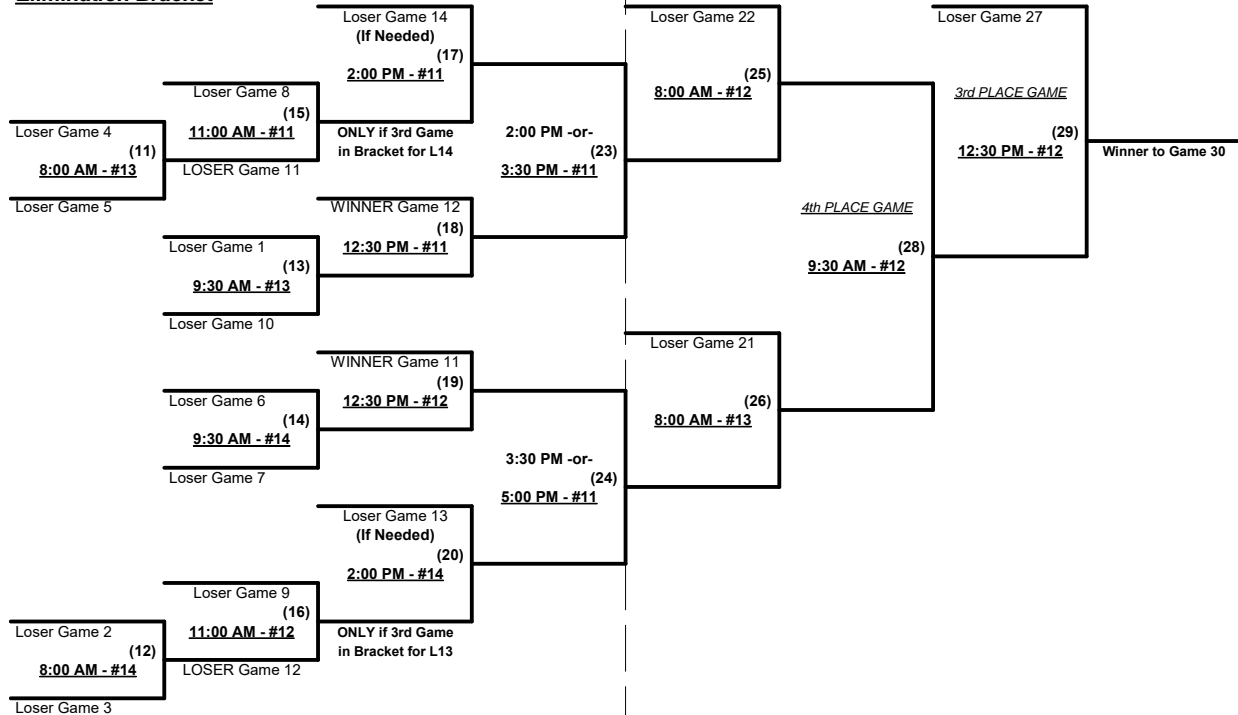 Elimination Bracket
Loser Game 14
(If Needed)
(17)
2:00 PM - #11
Loser Game 22
(25)
8:00 AM - #12
Loser Game 27
3rd PLACE GAME
(29)
12:30 PM - #12
Winner to Game 30
Loser Game 8
(15)
11:00 AM - #11
LOSER Game 11
ONLY if 3rd Game
in Bracket for L14
2:00 PM -or-
(23)
3:30 PM - #11
Loser Game 4
(11)
8:00 AM - #13
Loser Game 5
WINNER Game 12
(18)
12:30 PM - #11
4th PLACE GAME
(28)
9:30 AM - #12
Loser Game 1
(13)
9:30 AM - #13
Loser Game 10
Loser Game 21
(26)
8:00 AM - #13
WINNER Game 11
(19)
12:30 PM - #12
Loser Game 6
(14)
9:30 AM - #14
Loser Game 7
3:30 PM -or-
(24)
5:00 PM - #11
Loser Game 13
(If Needed)
(20)
2:00 PM - #14
Loser Game 9
(16)
11:00 AM - #12
LOSER Game 12
ONLY if 3rd Game
in Bracket for L13
Loser Game 2
(12)
8:00 AM - #14
Loser Game 3